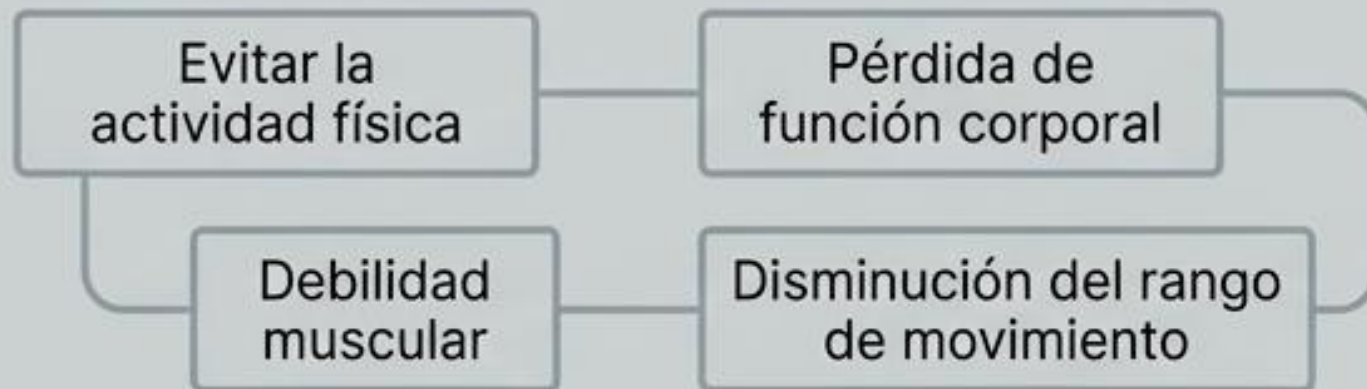 Evitar la
actividad física
Pérdida de
función corporal
Debilidad
muscular
Disminución del rango
de movimiento